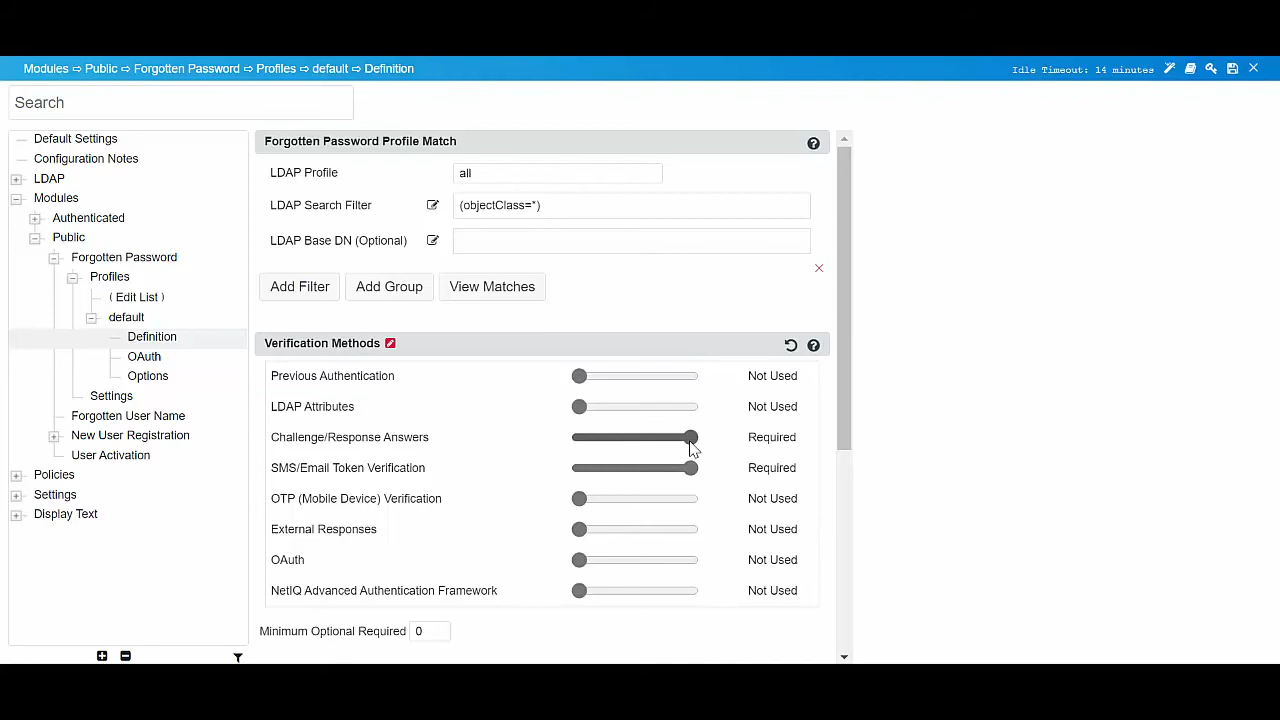 Modules ⇨ Public ⇨ Forgotten Password ⇨ Profiles ⇨ default ⇨ Definition
Idle Timeout: 14 minutes
Search
Default Settings
Configuration Notes
LDAP
Modules
Authenticated
Public
Forgotten Password
Profiles
( Edit List )
default
Definition
OAuth
Options
Settings
Forgotten User Name
New User Registration
User Activation
Policies
Settings
Display Text
Forgotten Password Profile Match
LDAP Profile all
LDAP Search Filter (objectClass=*)
LDAP Base DN (Optional)
Add Filter Add Group View Matches
Verification Methods
Previous Authentication Not Used
LDAP Attributes Not Used
Challenge/Response Answers Required
SMS/Email Token Verification Required
OTP (Mobile Device) Verification Not Used
External Responses Not Used
OAuth Not Used
NetIQ Advanced Authentication Framework Not Used
Minimum Optional Required 0